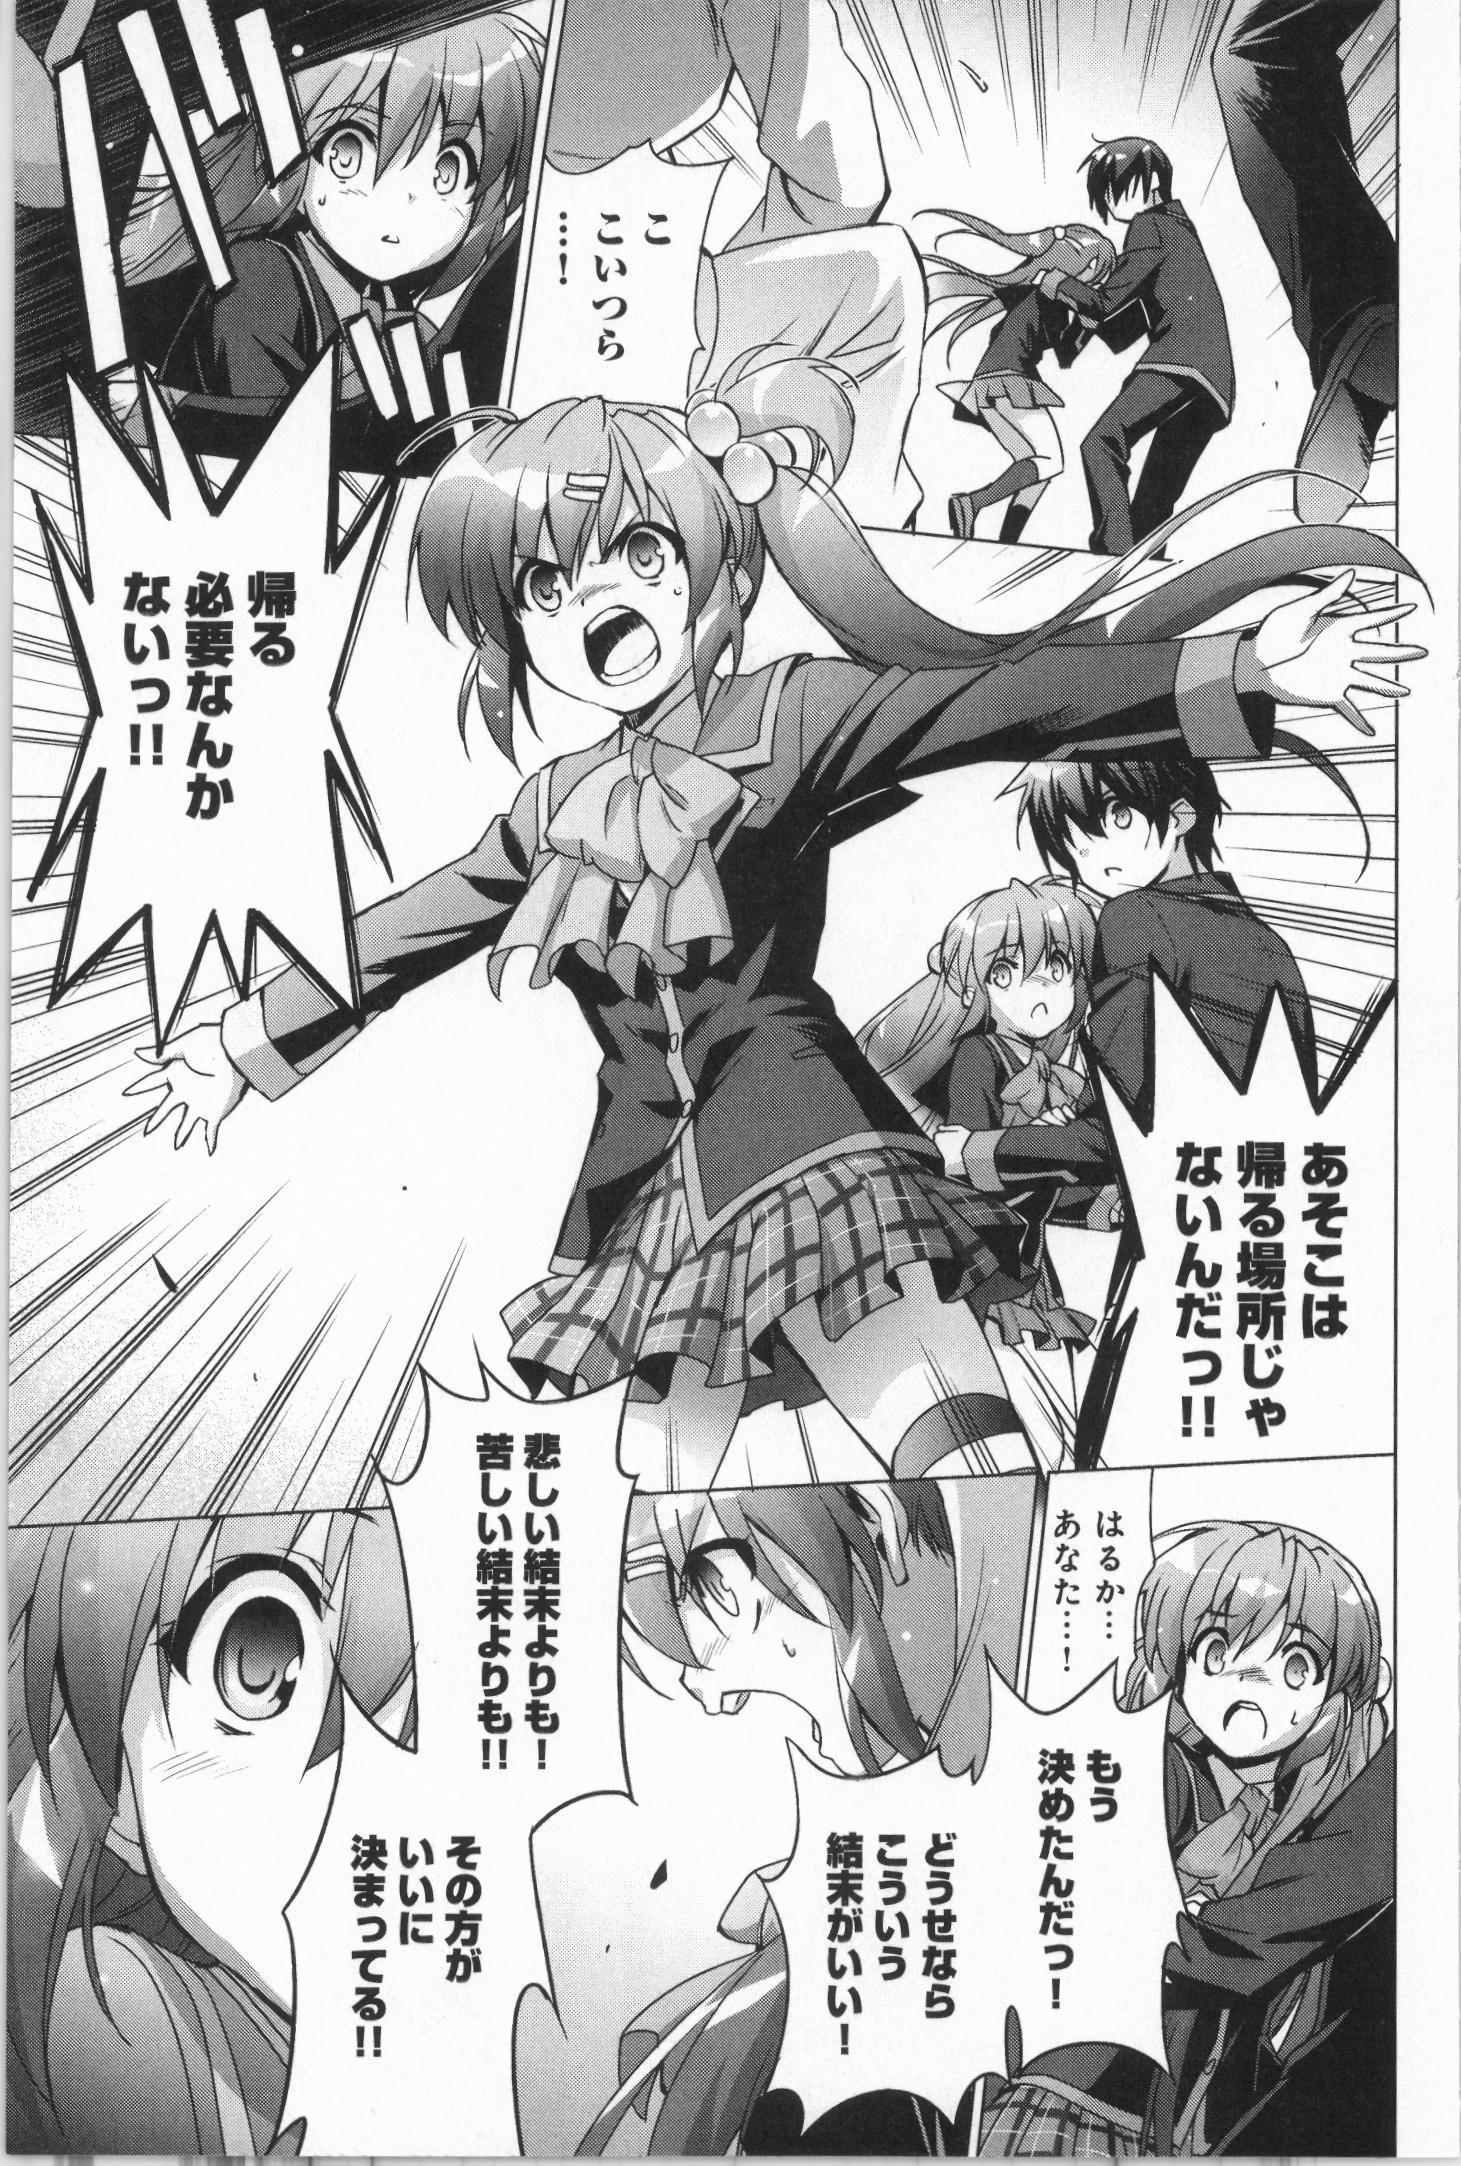 こ
こいつら
…！
バババッ
あそこは
帰る場所じゃ
ないんだっ!!
帰る
必要なんか
ないっ!!
はるか…
あなた…！
もう
決めたんだっ！
どうせなら
こういう
結末がいい！
悲しい結末よりも！
苦しい結末よりも!!
その方が
いいに
決まってる!!